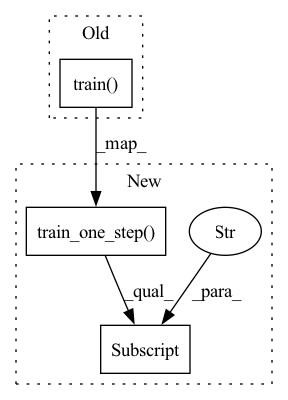 Old
train()
_map_
New
train_one_step()
Str
_qual_
_para_
Subscript